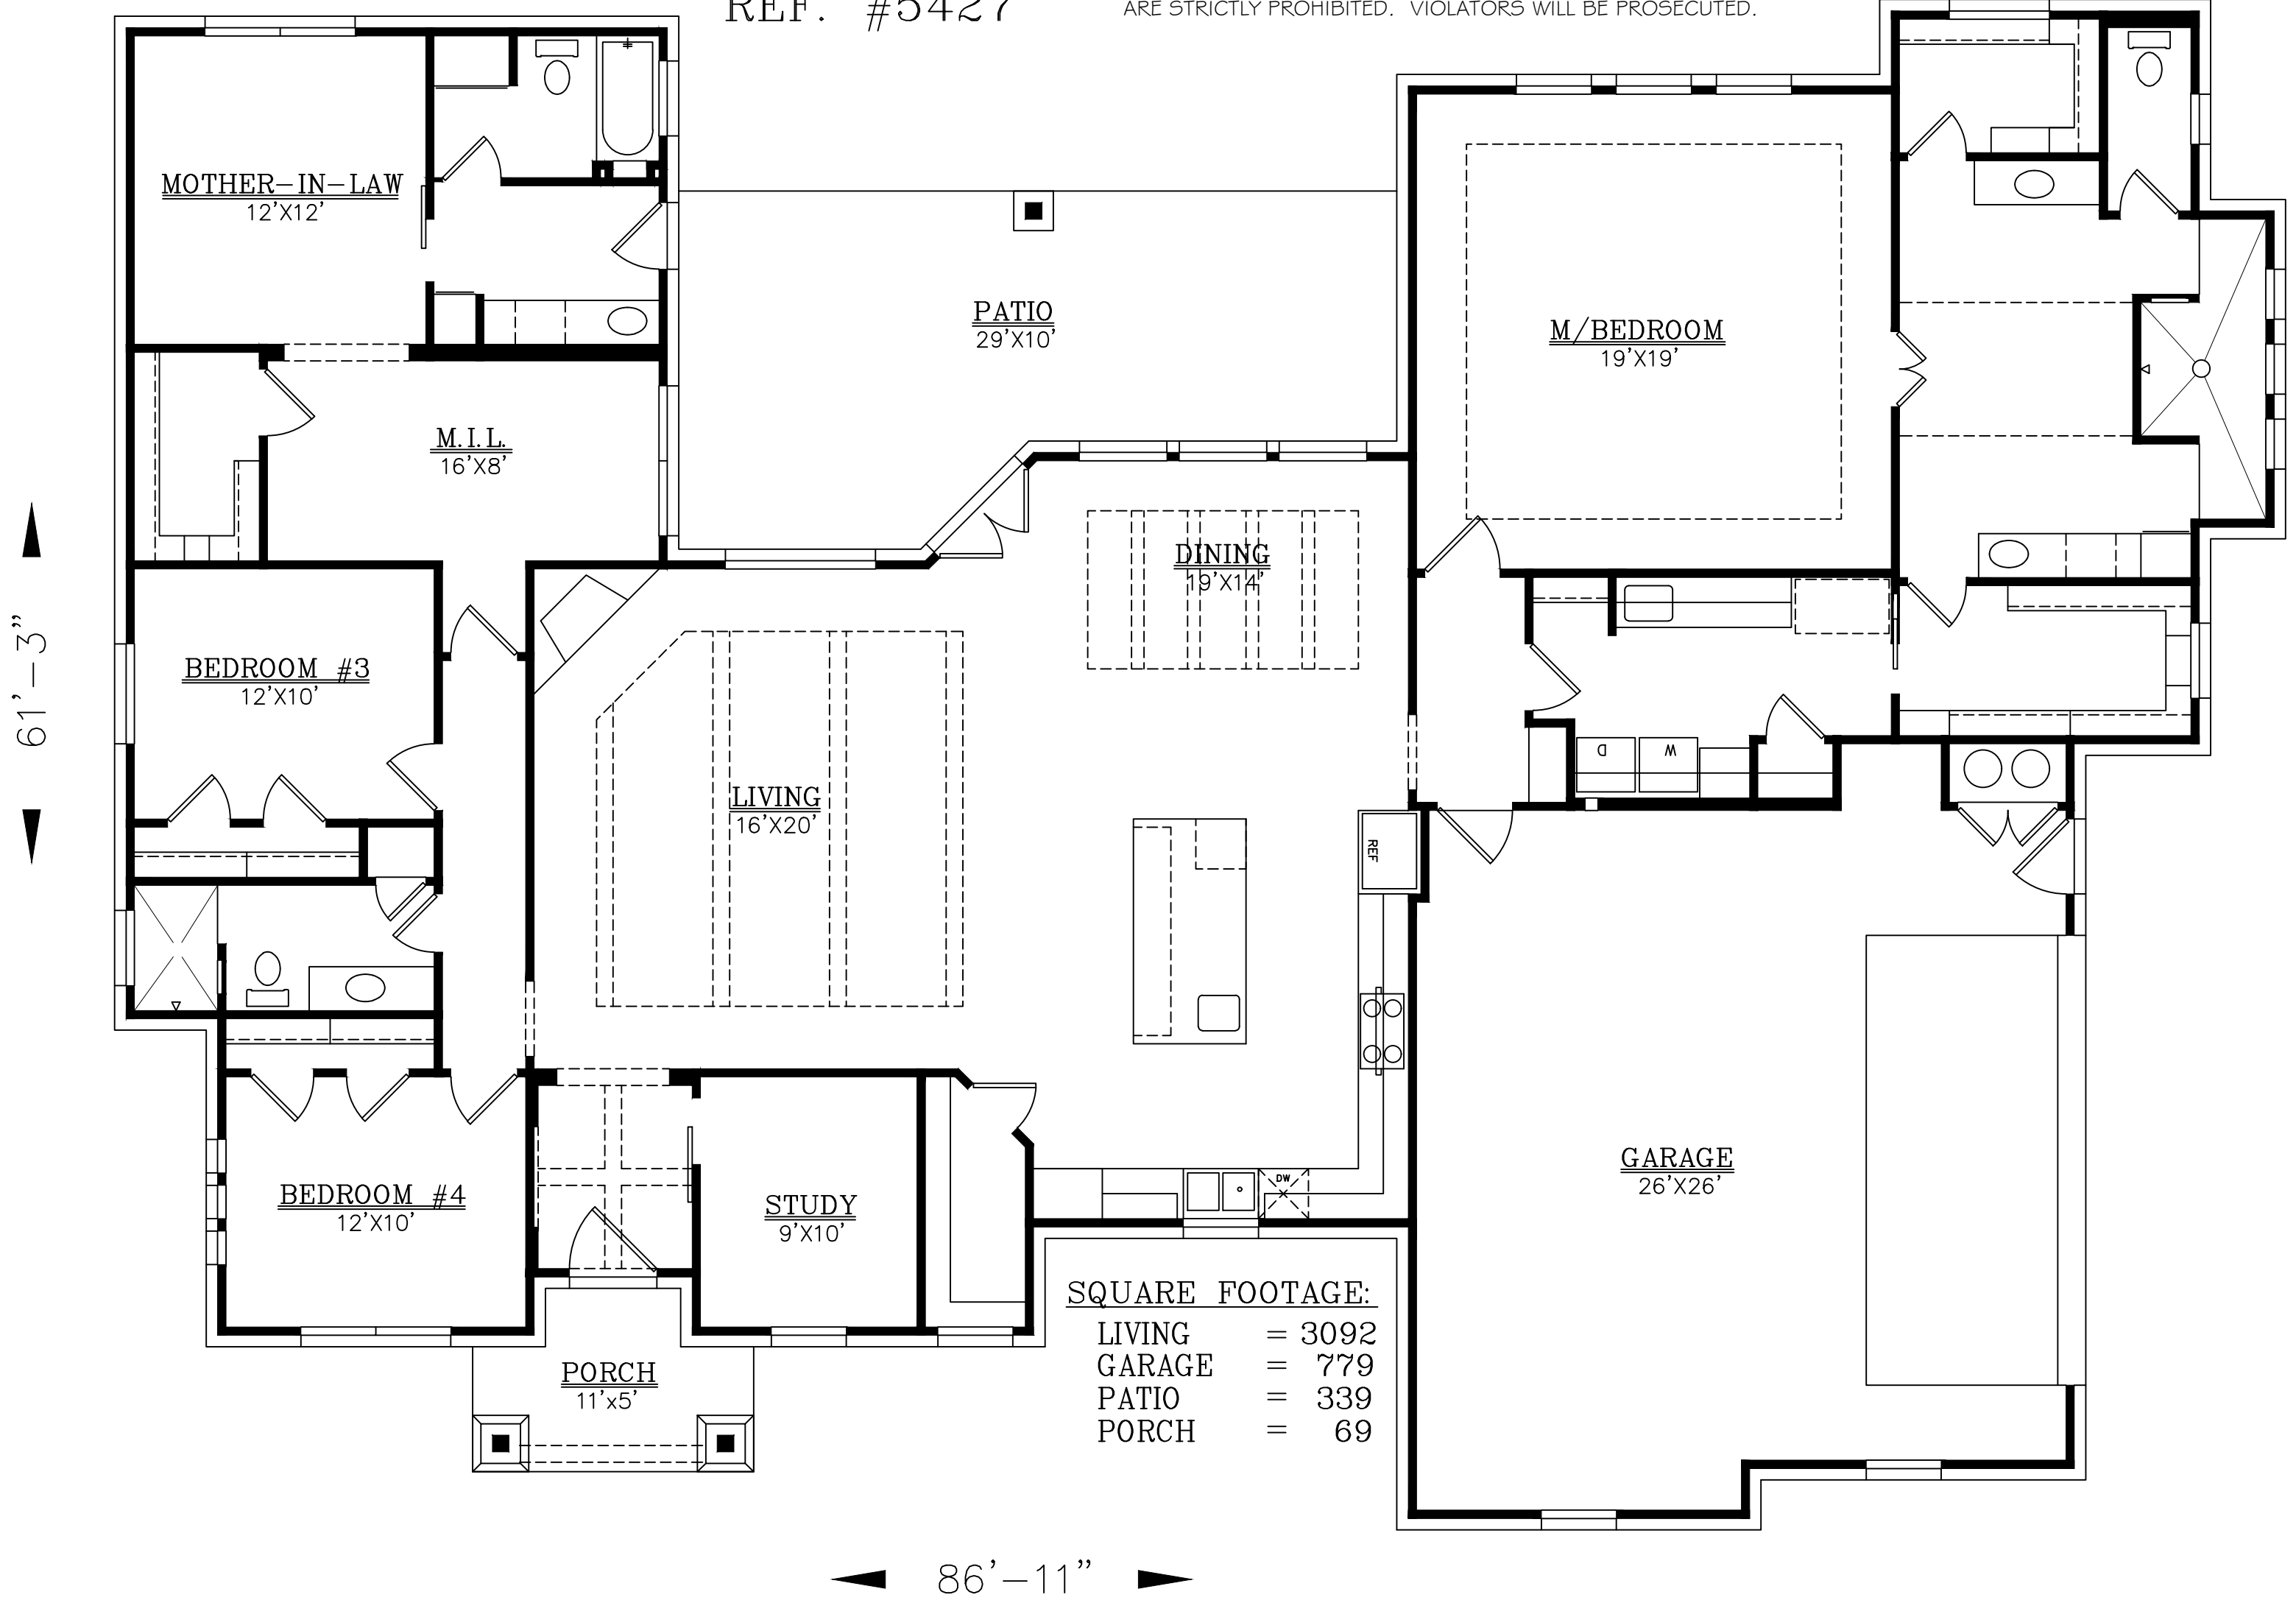 REF. #5427
ARE STRICTLY PROHIBITED. VIOLATORS WILL BE PROSECUTED.
MOTHER-IN-LAW
12'X12'
PATIO
29'X10'
M/BEDROOM
19'X19'
M.I.L.
16'X8'
DINING
19'X14'
61'-3"
BEDROOM #3
12'X10'
LIVING
16'X20'
D
W
REF
GARAGE
26'X26'
DW
BEDROOM #4
12'X10'
STUDY
9'X10'
SQUARE FOOTAGE:
LIVING = 3092
GARAGE = 779
PATIO = 339
PORCH = 69
PORCH
11'x5'
86'-11"